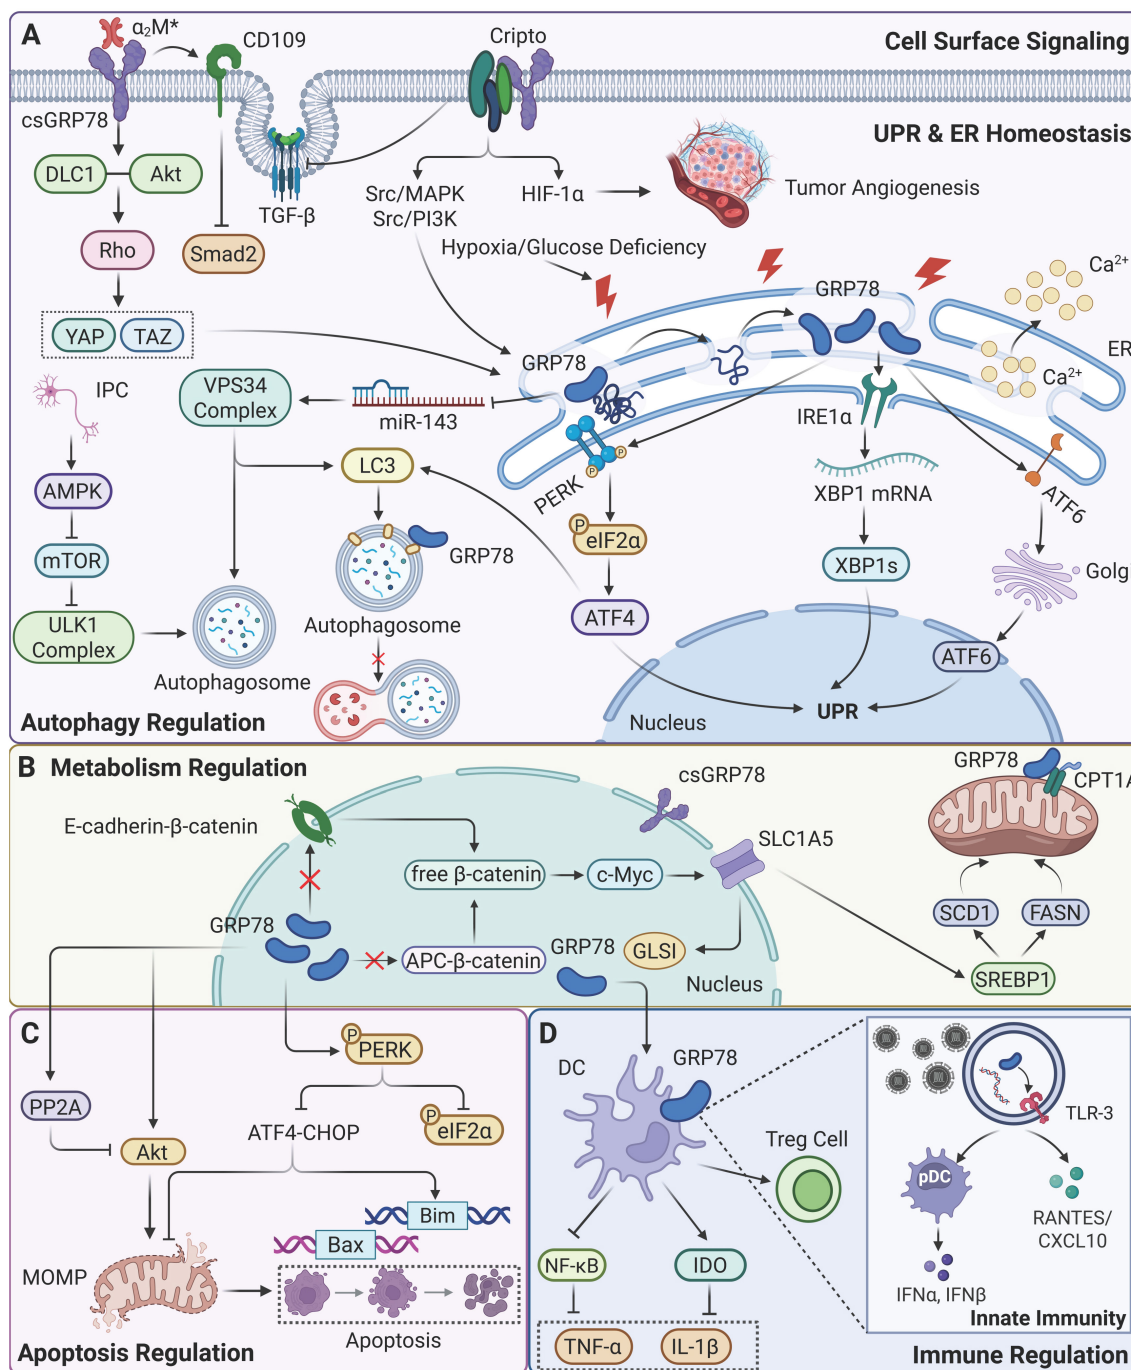 A
α₂M*
CD109
Cripto
Cell Surface Signaling
csGRP78
UPR & ER Homeostasis
DLC1
Akt
TGF-β
Src/MAPK
Src/PI3K
HIF-1α
Tumor Angiogenesis
Rho
Smad2
Hypoxia/Glucose Deficiency
YAP
TAZ
GRP78
Ca²⁺
ER
GRP78
Ca²⁺
IPC
VPS34
Complex
miR-143
IRE1α
LC3
PERK
P
P
XBP1 mRNA
ATF6
AMPK
P
eIF2α
GRP78
mTOR
XBP1s
Golgi
ULK1
Complex
Autophagosome
ATF4
ATF6
Autophagosome
Nucleus
UPR
Autophagy Regulation
B
Metabolism Regulation
csGRP78
GRP78
CPT1A
E-cadherin-β-catenin
SLC1A5
free β-catenin
c-Myc
GRP78
SCD1
FASN
APC-β-catenin
GRP78
GLSI
Nucleus
SREBP1
C
P
PERK
PP2A
P
eIF2α
ATF4-CHOP
Akt
Bim
Bax
MOMP
Apoptosis
Apoptosis Regulation
D
DC
GRP78
Treg Cell
TLR-3
pDC
RANTES/
CXCL10
NF-κB
IDO
IFNα, IFNβ
Innate Immunity
TNF-α
IL-1β
Immune Regulation